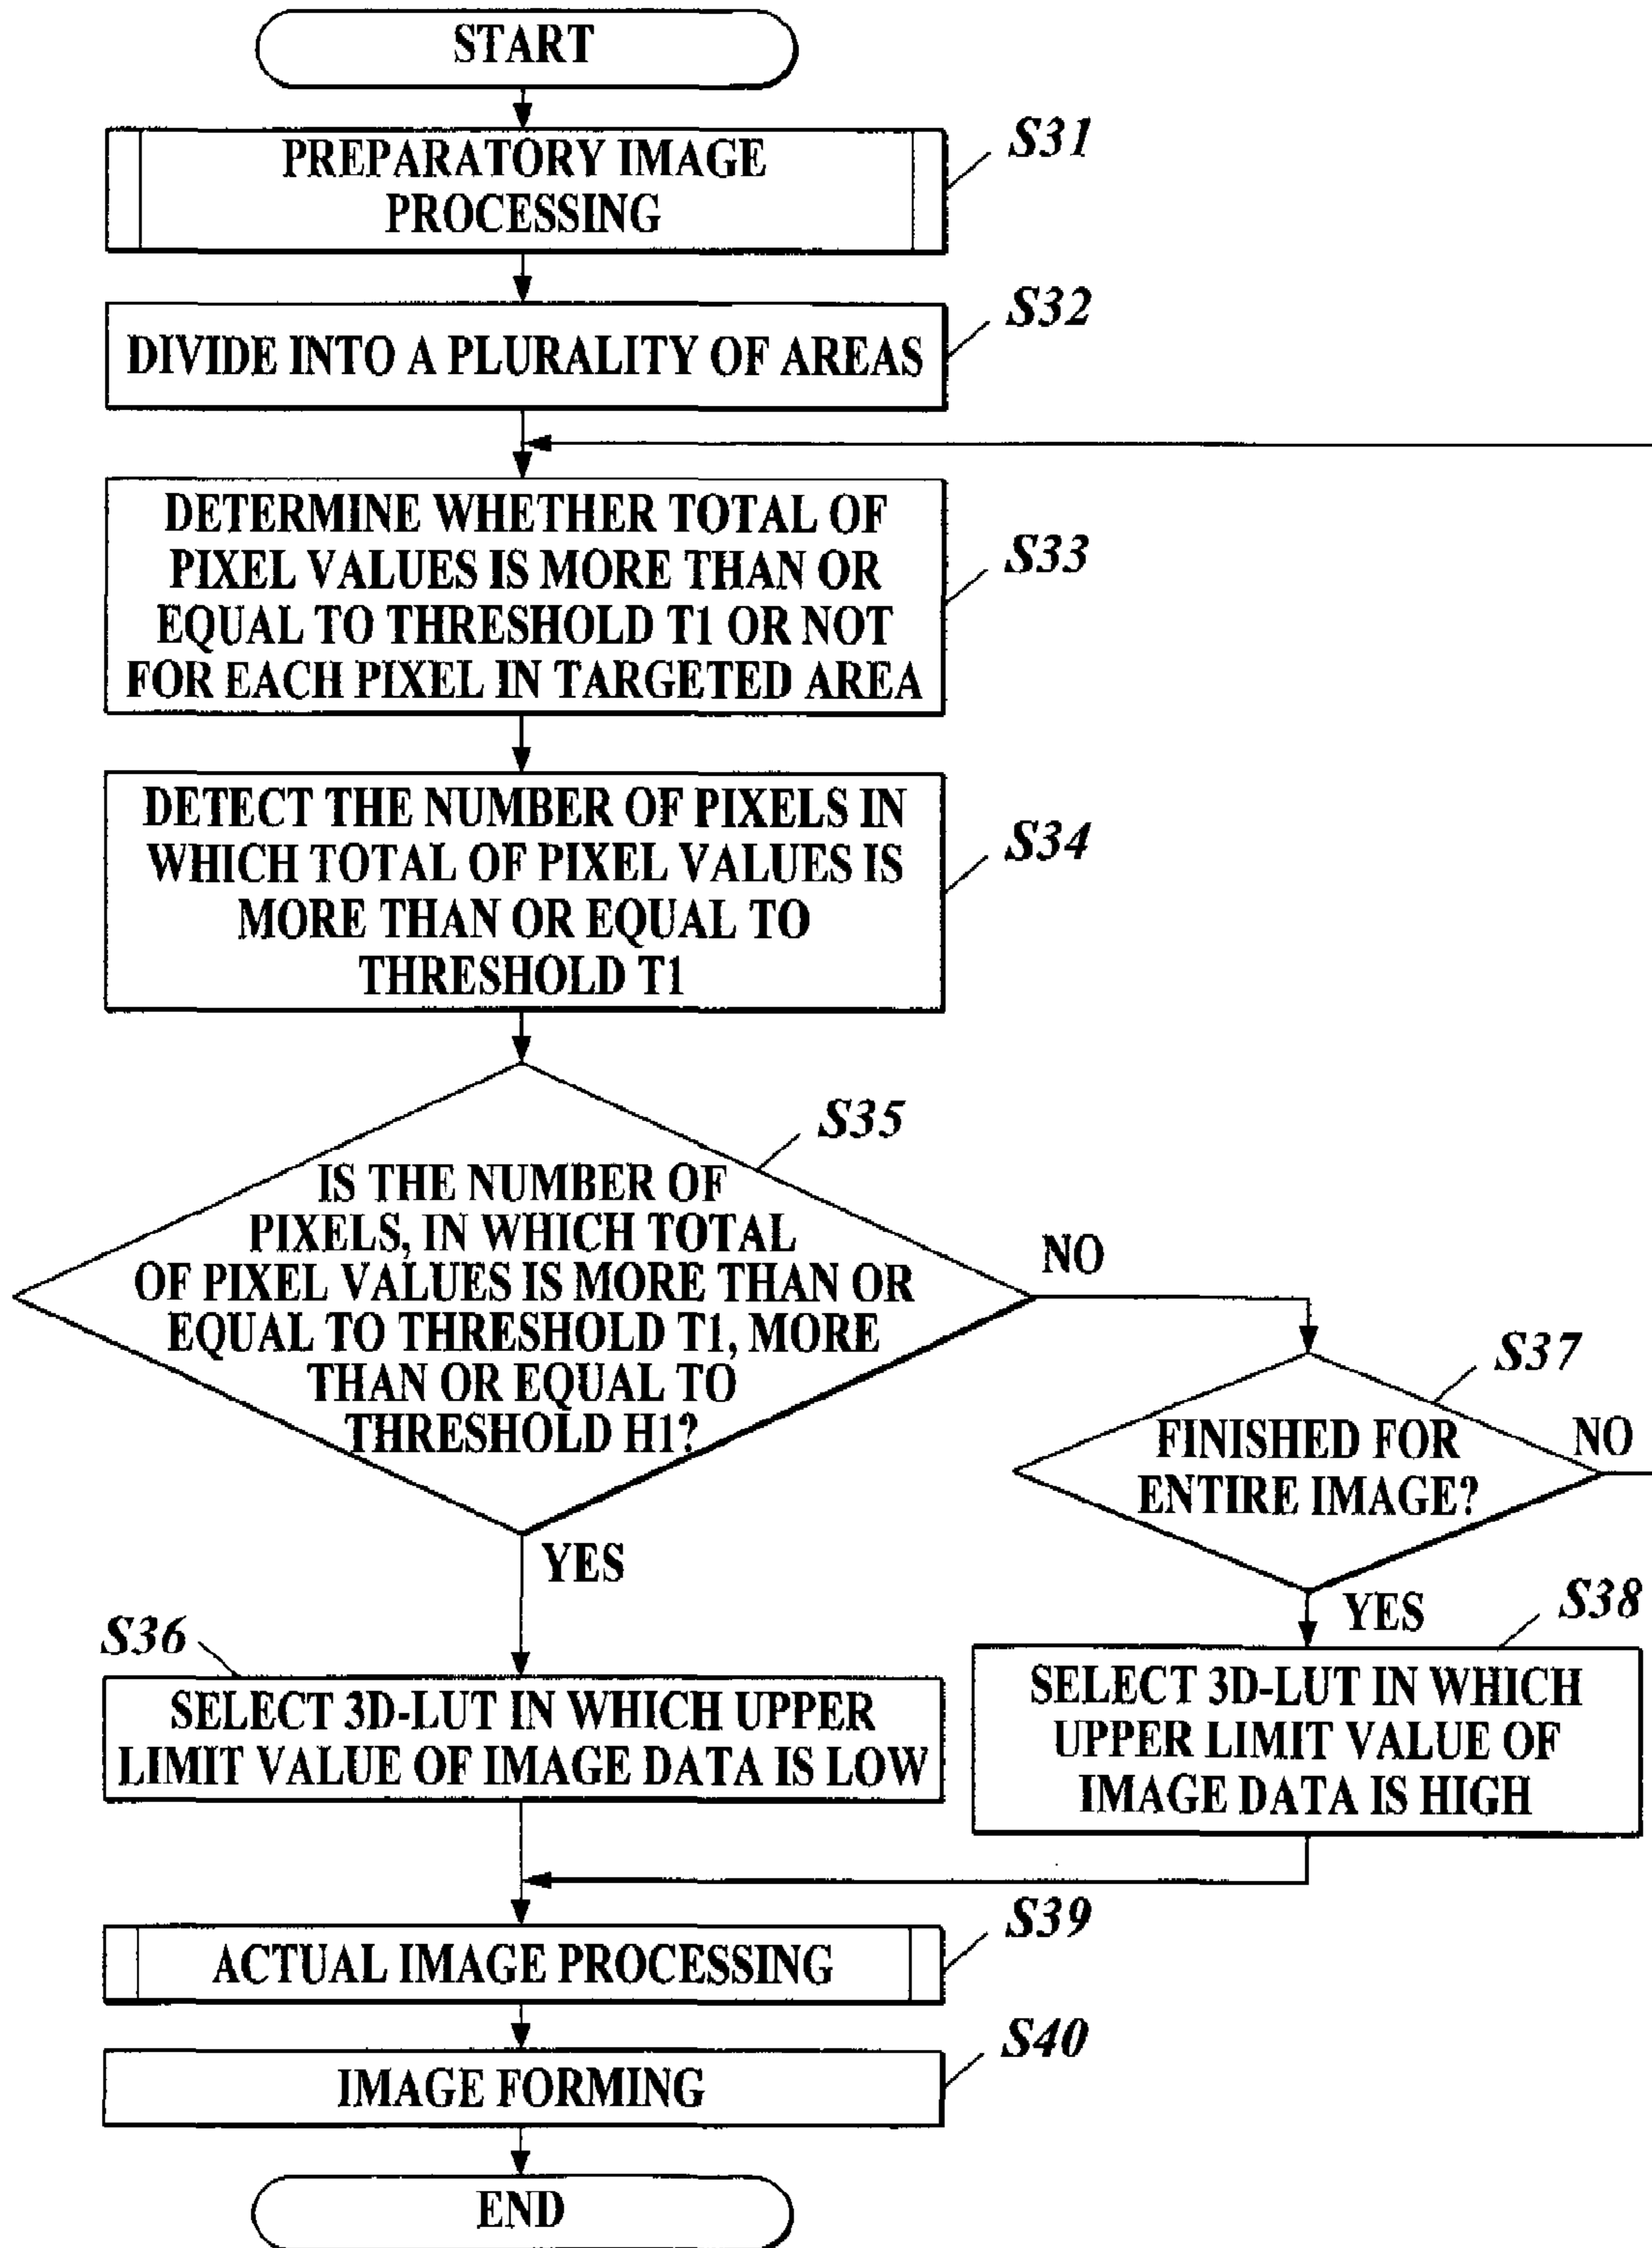 START
PREPARATORY IMAGE
PROCESSING
S31
DIVIDE INTO A PLURALITY OF AREAS
S32
DETERMINE WHETHER TOTAL OF
PIXEL VALUES IS MORE THAN OR
EQUAL TO THRESHOLD T1 OR NOT
FOR EACH PIXEL IN TARGETED AREA
S33
DETECT THE NUMBER OF PIXELS IN
WHICH TOTAL OF PIXEL VALUES IS
MORE THAN OR EQUAL TO
THRESHOLD T1
S34
S35
IS THE NUMBER OF
PIXELS, IN WHICH TOTAL
OF PIXEL VALUES IS MORE THAN OR
EQUAL TO THRESHOLD T1, MORE
THAN OR EQUAL TO
THRESHOLD H1?
NO
YES
S37
FINISHED FOR
ENTIRE IMAGE?
NO
YES
S36
SELECT 3D-LUT IN WHICH UPPER
LIMIT VALUE OF IMAGE DATA IS LOW
S38
SELECT 3D-LUT IN WHICH
UPPER LIMIT VALUE OF
IMAGE DATA IS HIGH
ACTUAL IMAGE PROCESSING
S39
IMAGE FORMING
S40
END